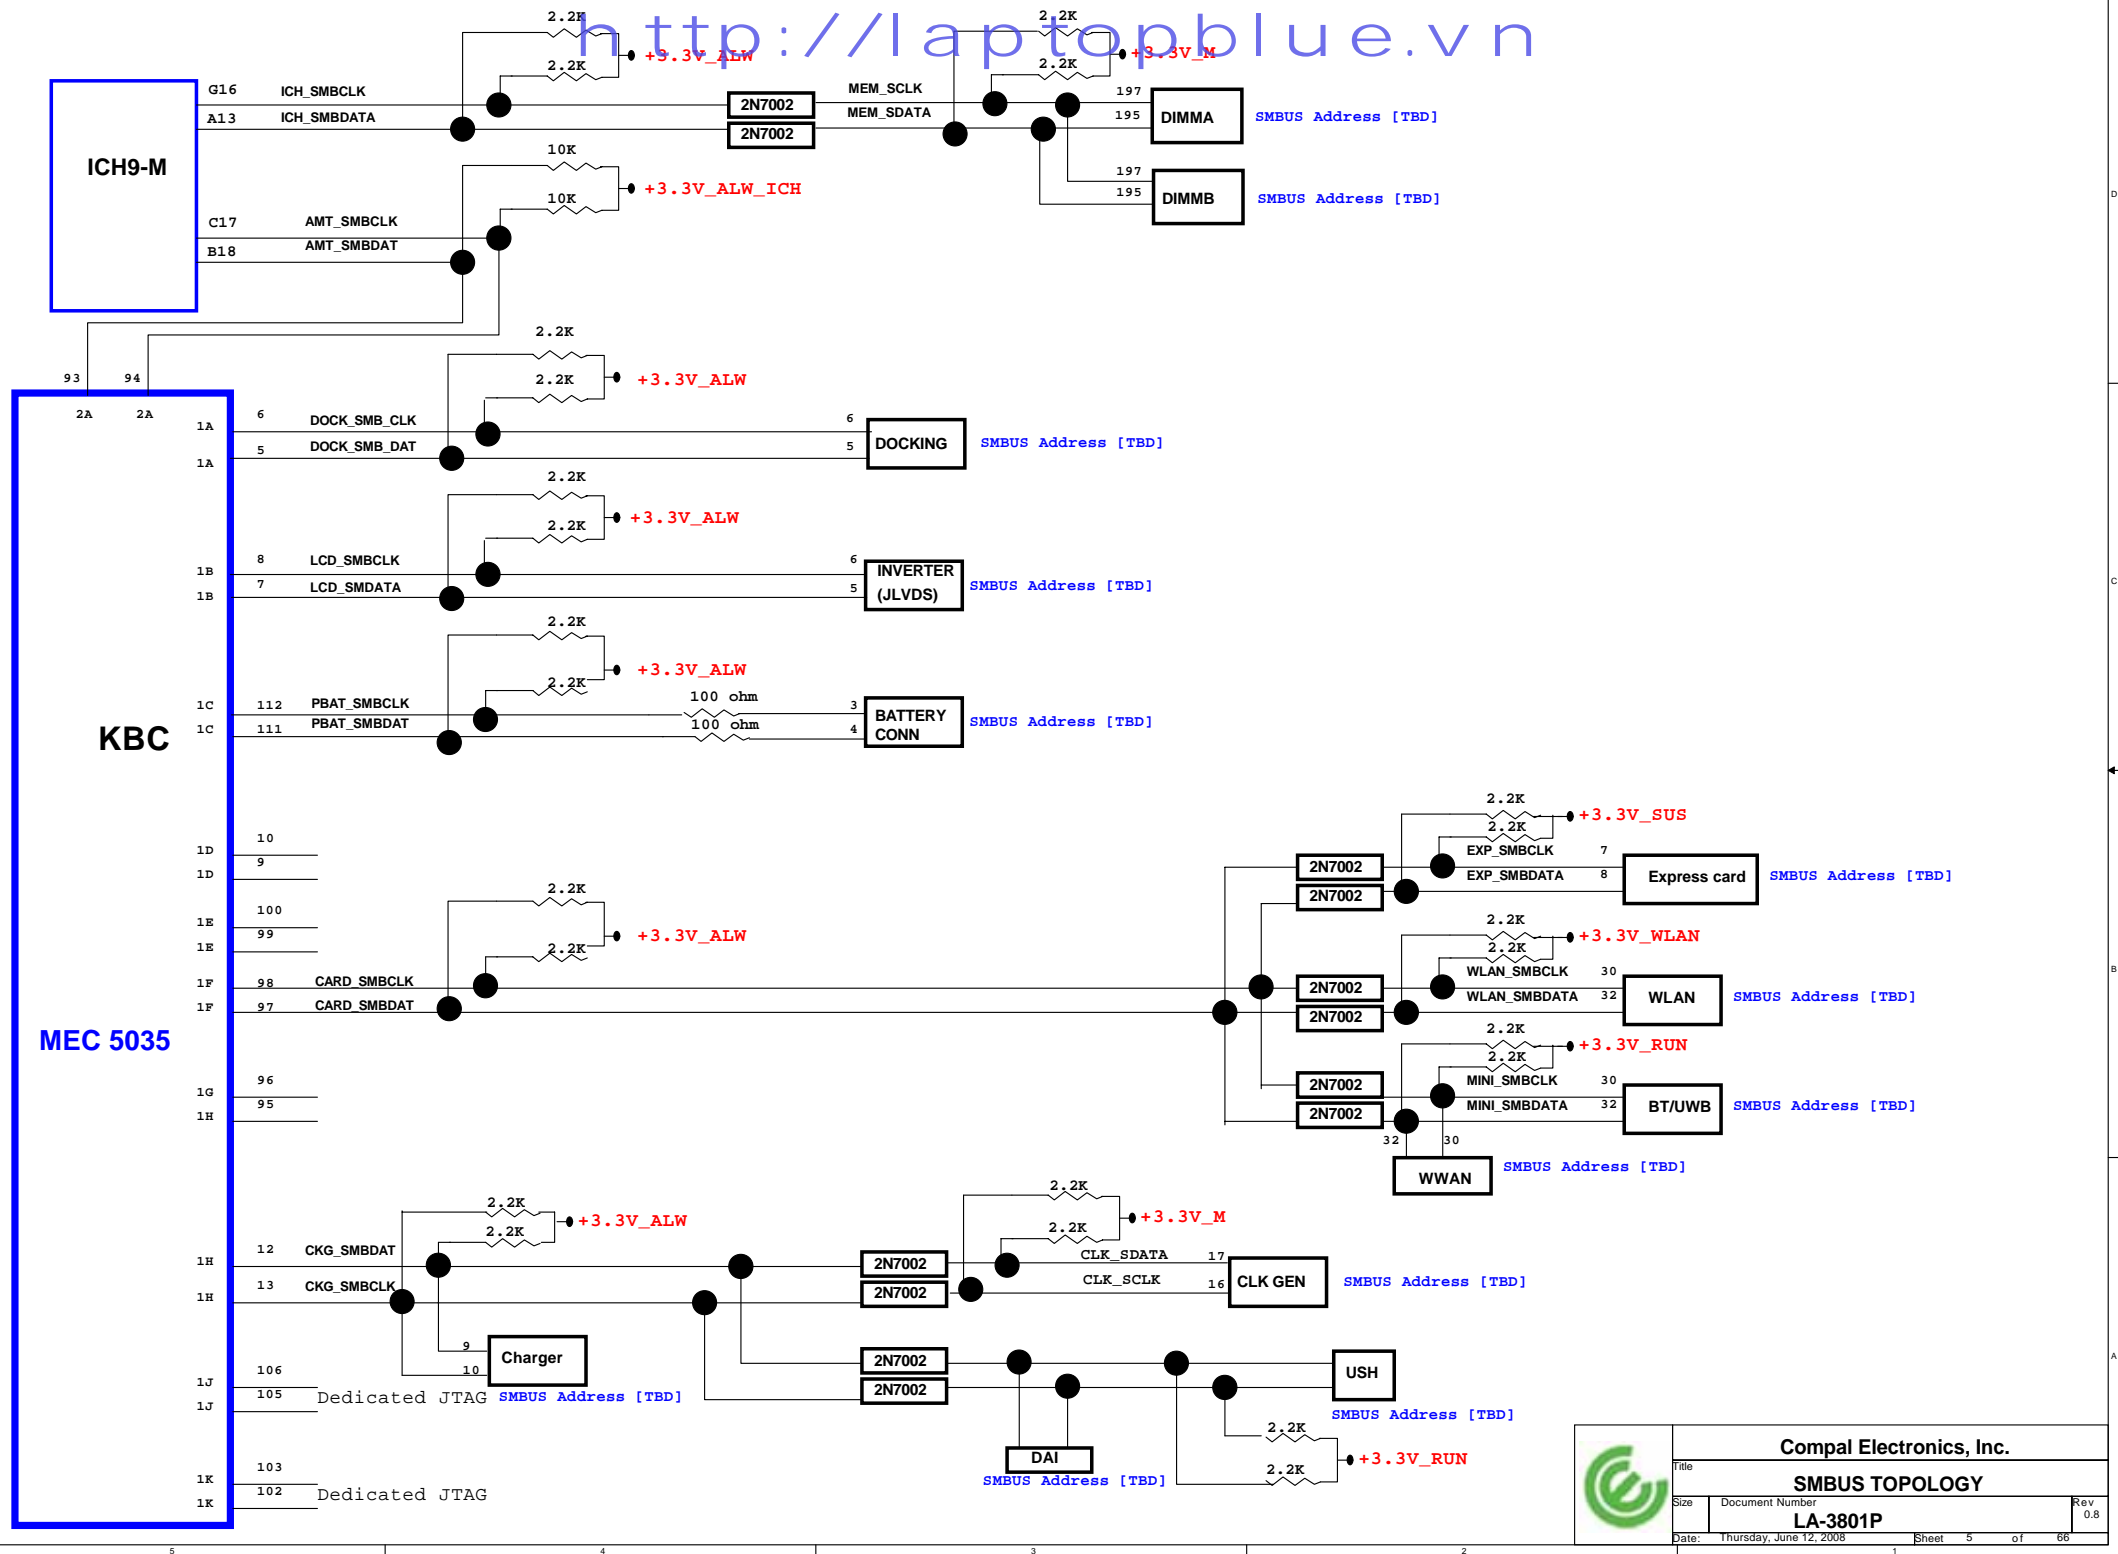 http://laptopblue.vn
2.2K
2.2K
+3.3V_ALW
2.2K
2.2K
+3.3V_M
G16 ICH_SMBCLK
A13 ICH_SMBDATA
2N7002
2N7002
MEM_SCLK
MEM_SDATA
197
195
DIMMA
SMBUS Address [TBD]
ICH9-M
10K
10K
+3.3V_ALW_ICH
197
195
DIMMB
SMBUS Address [TBD]
C17 AMT_SMBCLK
B18 AMT_SMBDAT
93 94
2A 2A
2.2K
2.2K
+3.3V_ALW
1A 6 DOCK_SMB_CLK 6
1A 5 DOCK_SMB_DAT 5
DOCKING
SMBUS Address [TBD]
2.2K
2.2K
+3.3V_ALW
1B 8 LCD_SMBCLK 6
1B 7 LCD_SMDATA 5
INVERTER
(JLVDS)
SMBUS Address [TBD]
2.2K
2.2K
+3.3V_ALW
1C 112 PBAT_SMBCLK 100 ohm 3
1C 111 PBAT_SMBDAT 100 ohm 4
BATTERY
CONN
SMBUS Address [TBD]
KBC
MEC 5035
1D 10
1D 9
1E 100
1E 99
2.2K
2.2K
+3.3V_ALW
1F 98 CARD_SMBCLK
1F 97 CARD_SMBDAT
2.2K
2.2K
+3.3V_SUS
2N7002
2N7002
EXP_SMBCLK 7
EXP_SMBDATA 8
Express card
SMBUS Address [TBD]
2.2K
2.2K
+3.3V_WLAN
2N7002
2N7002
WLAN_SMBCLK 30
WLAN_SMBDATA 32
WLAN
SMBUS Address [TBD]
2.2K
2.2K
+3.3V_RUN
2N7002
2N7002
MINI_SMBCLK 30
MINI_SMBDATA 32
BT/UWB
SMBUS Address [TBD]
32 30
WWAN
SMBUS Address [TBD]
1G 96
1H 95
2.2K
2.2K
+3.3V_ALW
2.2K
2.2K
+3.3V_M
1H 12 CKG_SMBDAT
1H 13 CKG_SMBCLK
2N7002
2N7002
CLK_SDATA 17
CLK_SCLK 16
CLK GEN
SMBUS Address [TBD]
9
10
Charger
SMBUS Address [TBD]
2N7002
2N7002
USH
SMBUS Address [TBD]
DAI
SMBUS Address [TBD]
2.2K
2.2K
+3.3V_RUN
1J 106
1J 105
Dedicated JTAG
1K 103
1K 102
Dedicated JTAG
Compal Electronics, Inc.
Title
SMBUS TOPOLOGY
Size Document Number Rev
LA-3801P 0.8
Date: Thursday, June 12, 2008 Sheet 5 of 66
D
C
B
A
5 4 3 2 1